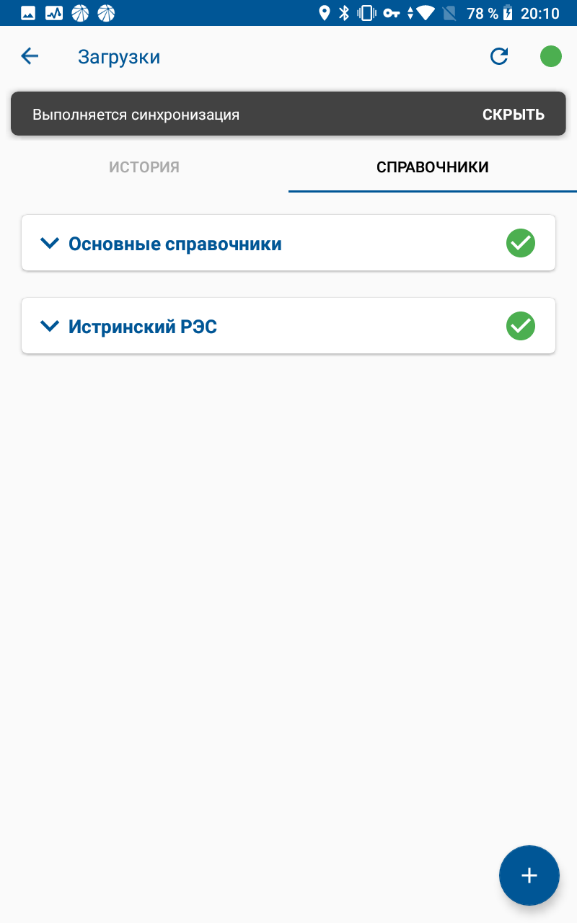 78 % 20:10
Загрузки
Выполняется синхронизация СКРЫТЬ
ИСТОРИЯ СПРАВОЧНИКИ
Основные справочники
Истринский РЭС